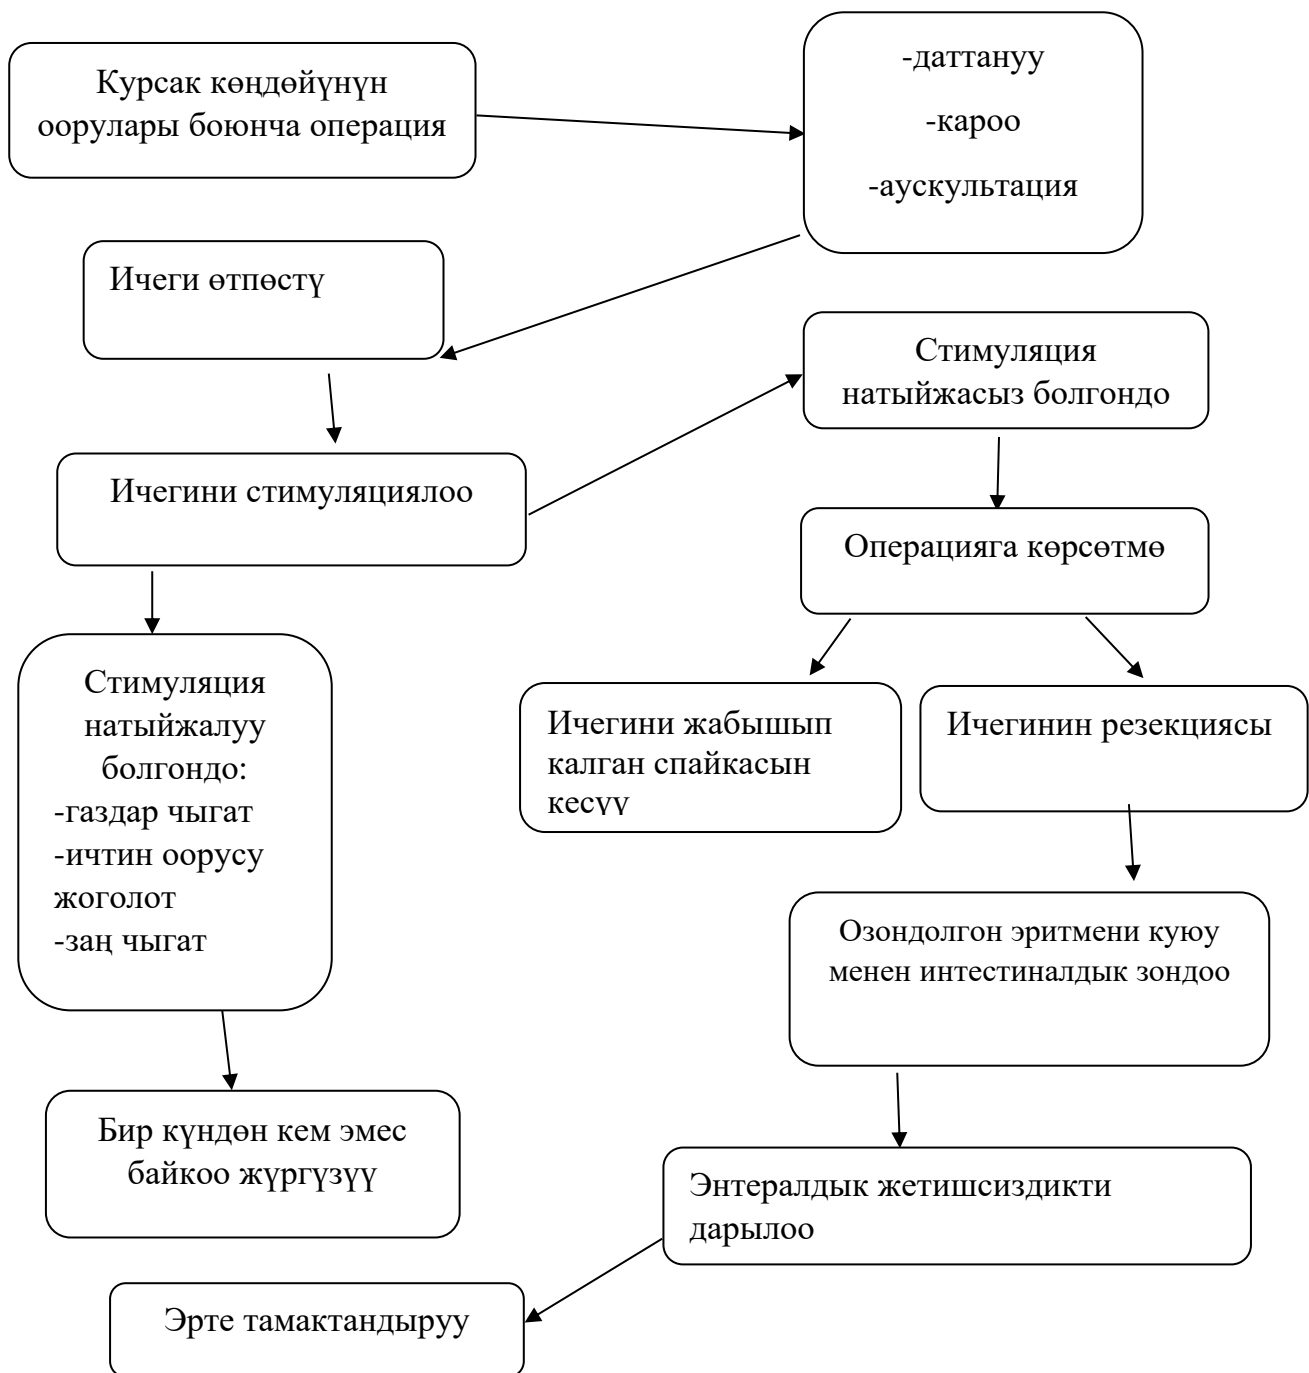 Курсак көңдөйүнүн
оорулары боюнча операция
-даттануу
-кароо
-аускультация
Ичеги өтпөстү
Стимуляция
натыйжасыз болгондо
Ичегини стимуляциялоо
Операцияга көрсөтмө
Стимуляция
натыйжалуу
болгондо:
-газдар чыгат
-ичтин оорусу
жоголот
-заң чыгат
Ичегини жабышып
калган спайкасын
кесүү
Ичегинин резекциясы
Озондолгон эритмени куюу
менен интестиналдык зондоо
Бир күндөн кем эмес
байкоо жүргүзүү
Энтералдык жетишсиздикти
дарылоо
Эрте тамактандыруу